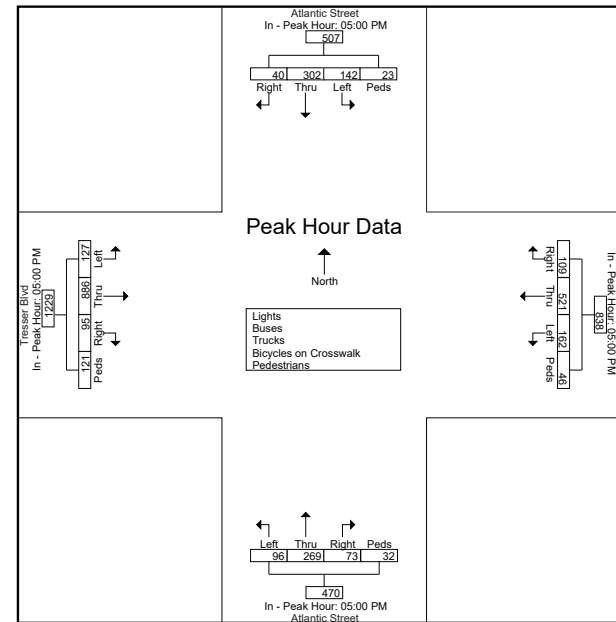 Atlantic Street
In - Peak Hour: 05:00 PM
507
40 302 142 23
Right Thru Left Peds
Peak Hour Data
North
Lights
Buses
Trucks
Bicycles on Crosswalk
Pedestrians
Tresser Blvd
In - Peak Hour: 05:00 PM
1229
127 886 95 121
Left Thru Right Peds
In - Peak Hour: 05:00 PM
838
109 521 162 46
Right Thru Left Peds
Left Thru Right Peds
96 269 73 32
470
In - Peak Hour: 05:00 PM
Atlantic Street